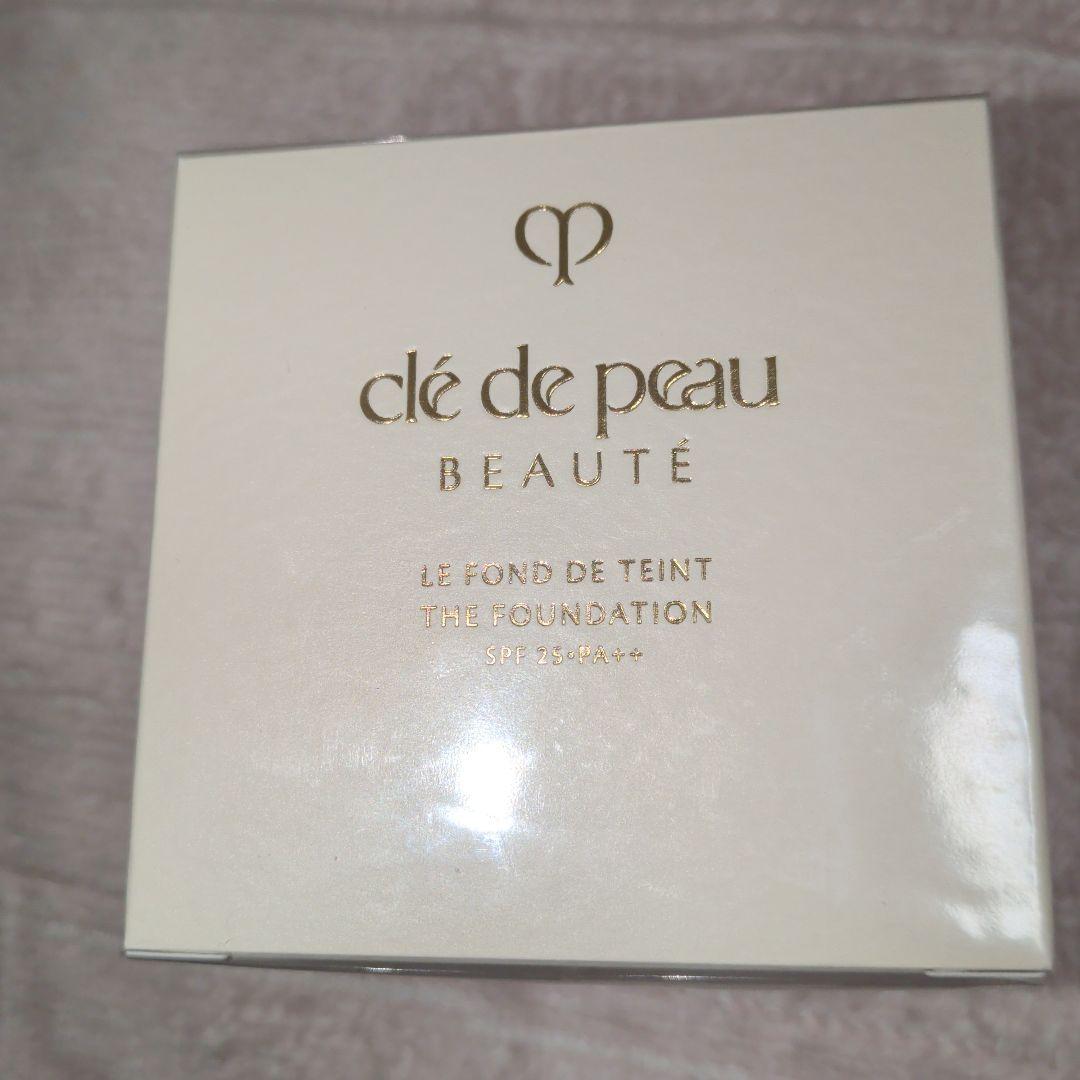 clé de peau
BEAUTÉ
LE FOND DE TEINT
THE FOUNDATION
SPF 25•PA++